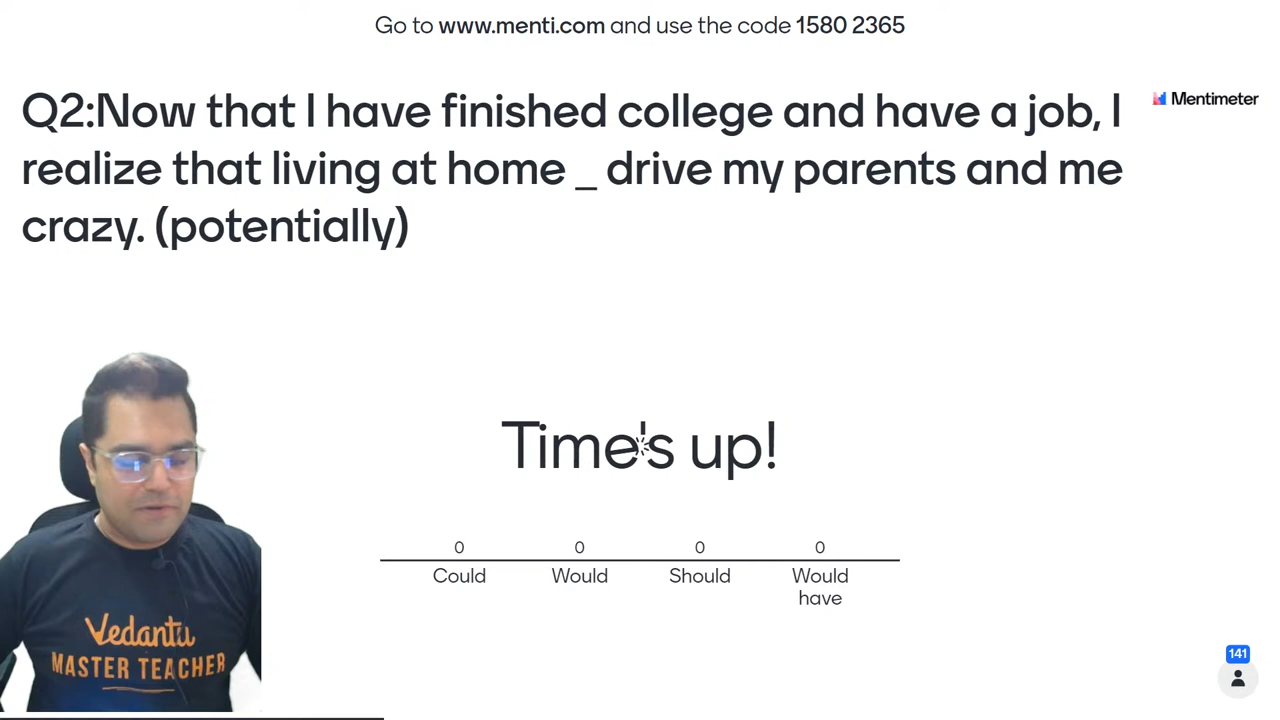 Go to www.menti.com and use the code 1580 2365
Q2:Now that I have finished college and have a job, I
realize that living at home _ drive my parents and me
crazy. (potentially)
Mentimeter
Time's up!
0 0 0 0
Could Would Should Would
have
Vedantu
MASTER TEACHER
141